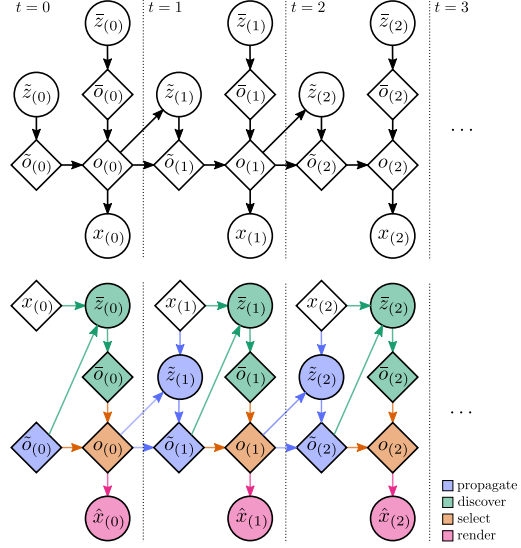 t = 0 t = 1 t = 2 t = 3
z̄(0) z̄(1) z̄(2)
z̃(0) ō(0) z̃(1) ō(1) z̃(2) ō(2)
...
õ(0) o(0) õ(1) o(1) õ(2) o(2)
x(0) x(1) x(2)
x(0) z̄(0) x(1) z̄(1) x(2) z̄(2)
ō(0) z̃(1) ō(1) z̃(2) ō(2)
...
õ(0) o(0) õ(1) o(1) õ(2) o(2)
propagate
discover
x̂(0) x̂(1) x̂(2)
select
render